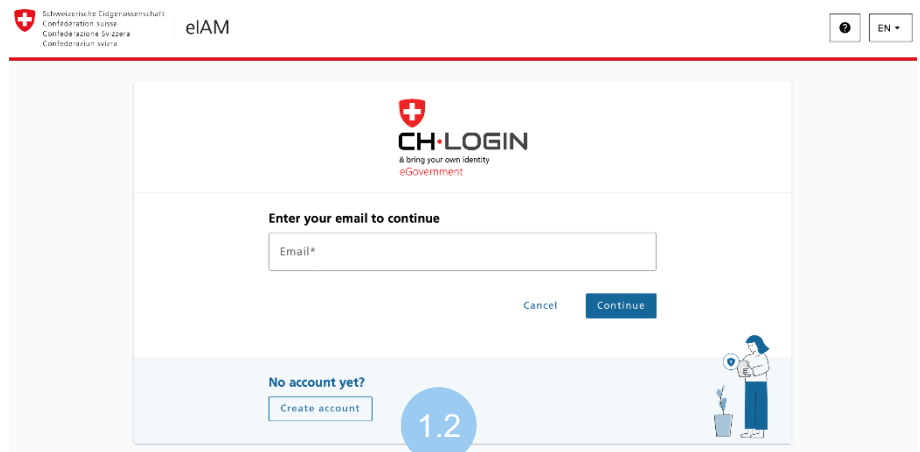 Schweizerische Eidgenossenschaft
Confédération suisse
Confederazione Svizzera
Confederaziun svizra
eIAM
EN
CH·LOGIN
& bring your own identity
eGovernment
Enter your email to continue
Email*
Cancel
Continue
No account yet?
Create account
1.2